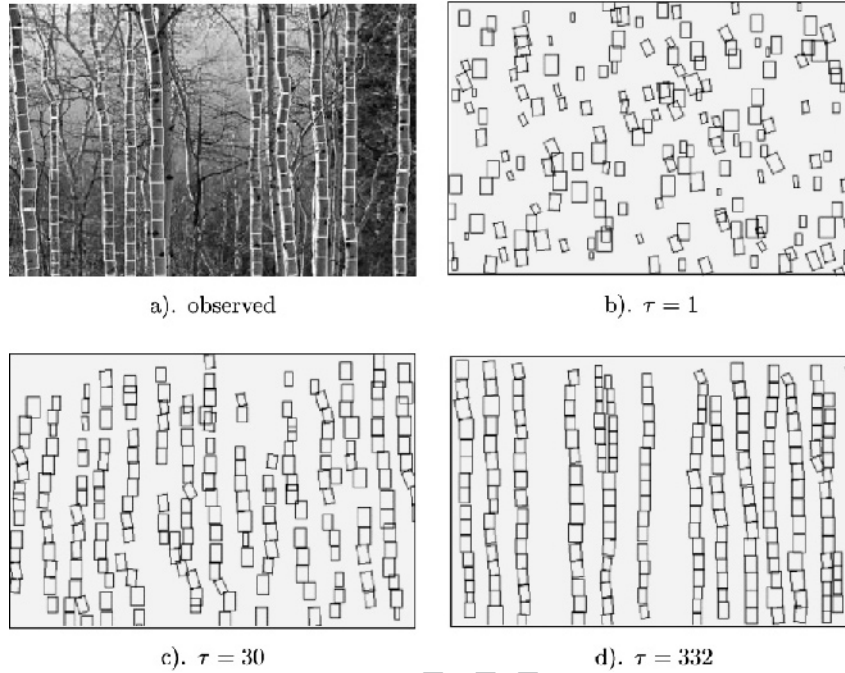 a). observed
b). τ = 1
c). τ = 30
d). τ = 332